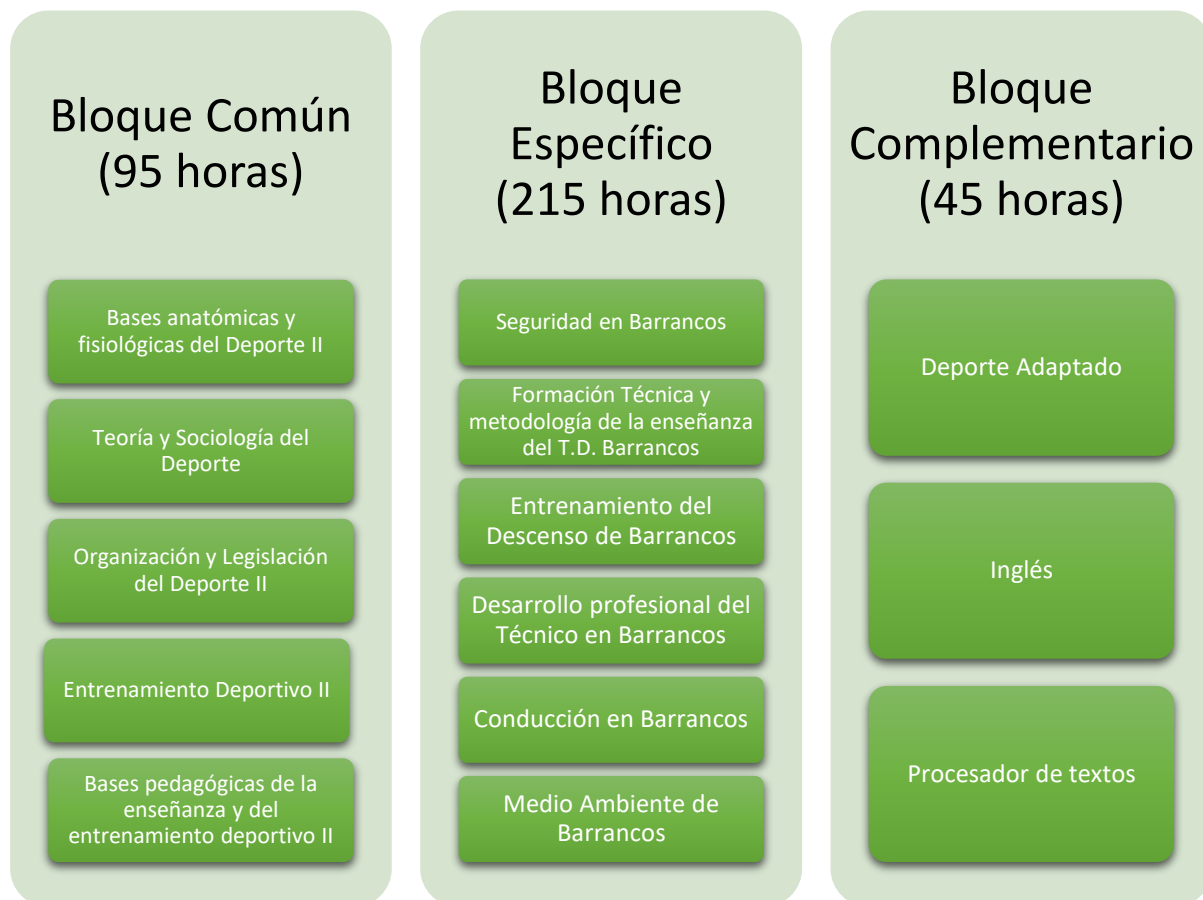 Bloque Común
(95 horas)
Bases anatómicas y
fisiológicas del Deporte II
Teoría y Sociología del
Deporte
Organización y Legislación
del Deporte II
Entrenamiento Deportivo II
Bases pedagógicas de la
enseñanza y del
entrenamiento deportivo II
Bloque
Específico
(215 horas)
Seguridad en Barrancos
Formación Técnica y
metodología de la enseñanza
del T.D. Barrancos
Entrenamiento del
Descenso de Barrancos
Desarrollo profesional del
Técnico en Barrancos
Conducción en Barrancos
Medio Ambiente de
Barrancos
Bloque
Complementario
(45 horas)
Deporte Adaptado
Inglés
Procesador de textos